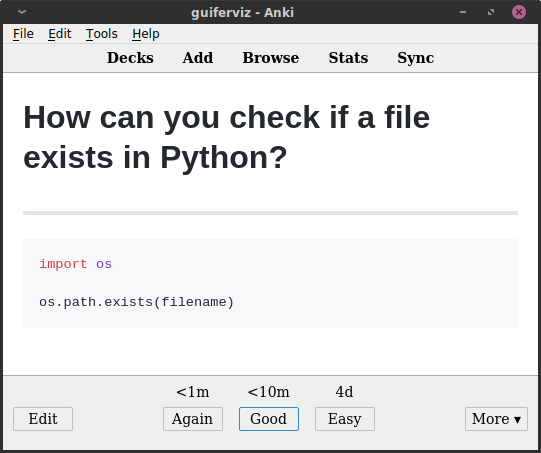 guiferviz - Anki
File Edit Tools Help
Decks Add Browse Stats Sync
How can you check if a file
exists in Python?
import os
os.path.exists(filename)
<1m <10m 4d
Edit Again Good Easy More ▾